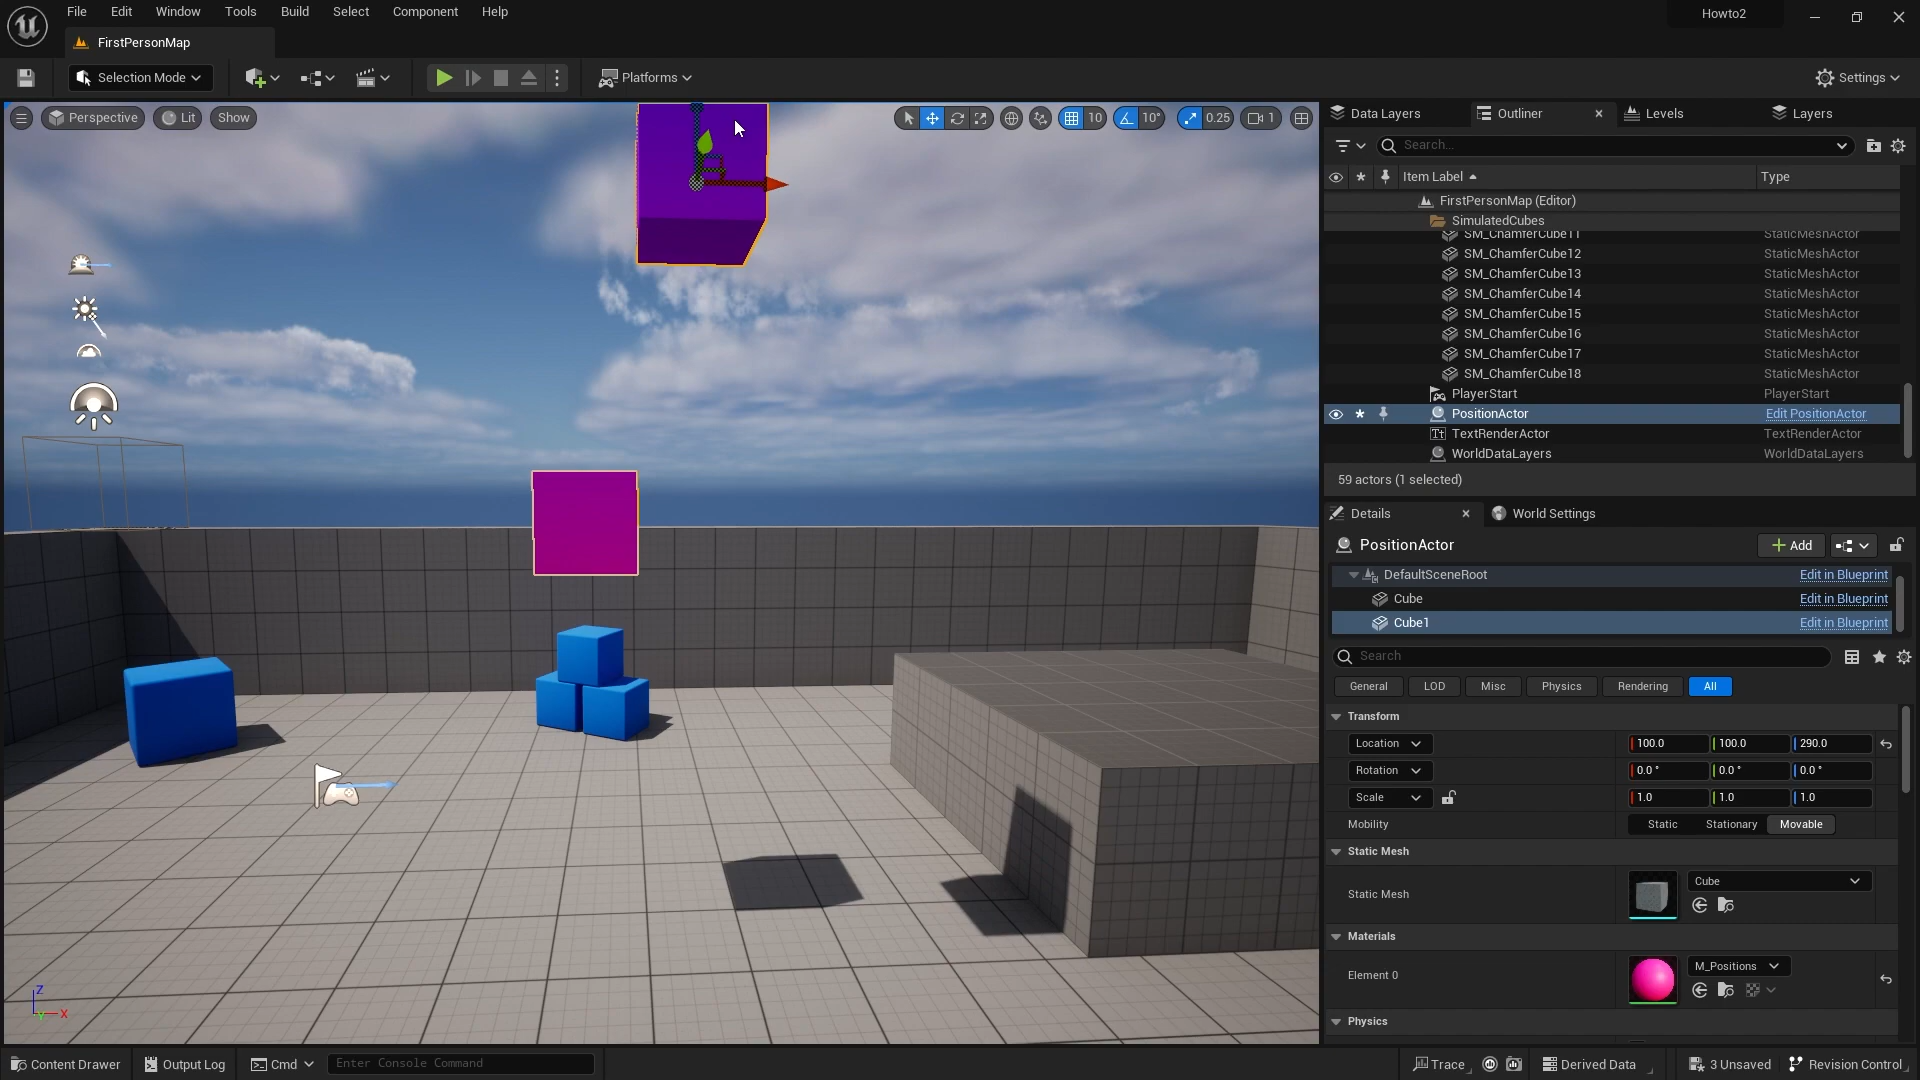 File Edit Window Tools Build Select Component Help
Howto2
FirstPersonMap
Selection Mode
Platforms
Settings
Perspective Lit Show
10 10° 0.25 1
Data Layers Outliner Levels Layers
Search...
Item Label Type
FirstPersonMap (Editor)
SimulatedCubes
SM_ChamferCube11 StaticMeshActor
SM_ChamferCube12 StaticMeshActor
SM_ChamferCube13 StaticMeshActor
SM_ChamferCube14 StaticMeshActor
SM_ChamferCube15 StaticMeshActor
SM_ChamferCube16 StaticMeshActor
SM_ChamferCube17 StaticMeshActor
SM_ChamferCube18 StaticMeshActor
PlayerStart PlayerStart
PositionActor Edit PositionActor
TextRenderActor TextRenderActor
WorldDataLayers WorldDataLayers
59 actors (1 selected)
Details World Settings
PositionActor
Add
DefaultSceneRoot Edit in Blueprint
Cube Edit in Blueprint
Cube1 Edit in Blueprint
Search
General LOD Misc Physics Rendering All
Transform
Location 100.0 100.0 290.0
Rotation 0.0 ° 0.0 ° 0.0 °
Scale 1.0 1.0 1.0
Mobility Static Stationary Movable
Static Mesh
Static Mesh Cube
Materials
Element 0 M_Positions
Physics
Z
Y X
Content Drawer Output Log Cmd Enter Console Command
Trace Derived Data 3 Unsaved Revision Control